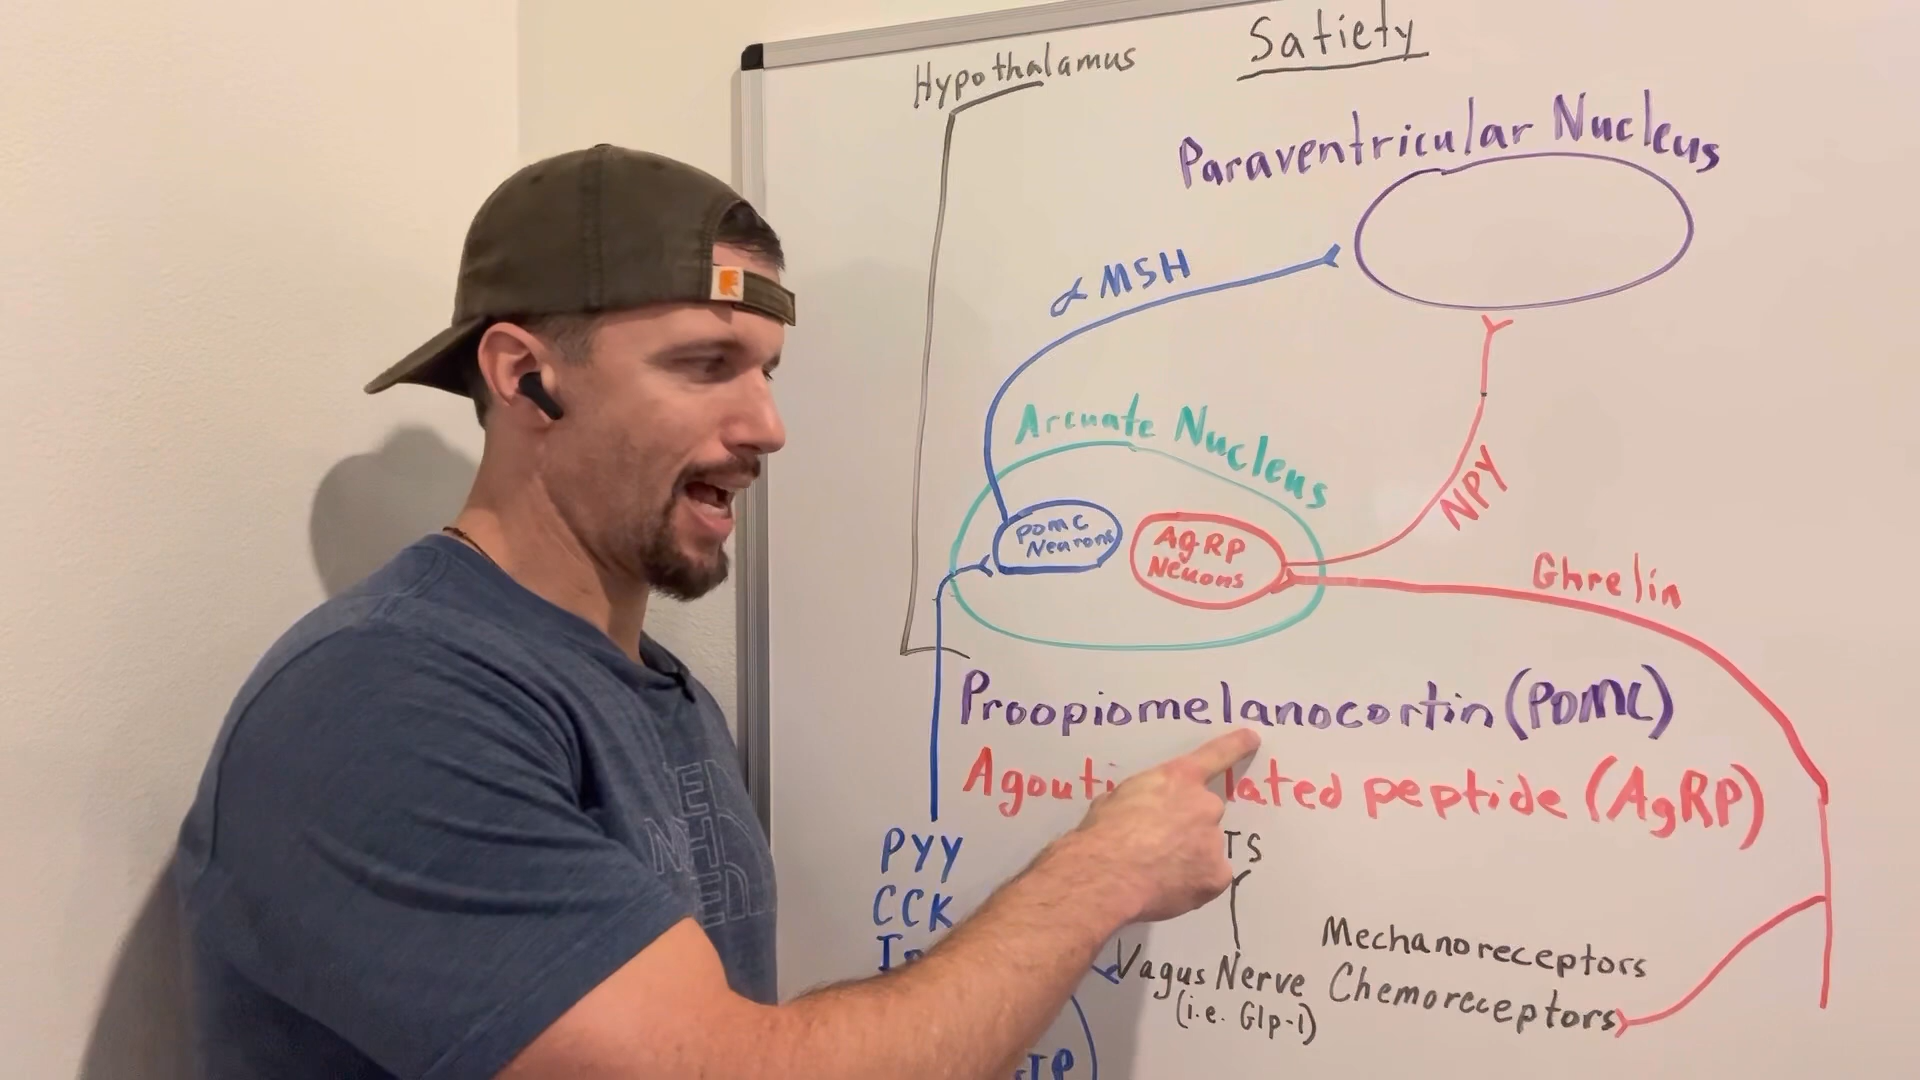 Satiety
Hypothalamus
Paraventricular Nucleus
αMSH
Arcuate Nucleus
POMC
Neurons
AgRP
Neuons
NPY
Ghrelin
Proopiomelanocortin (POMC)
Agouti lated peptide (AgRP)
PYY
TS
CCK
Mechanoreceptors
Vagus Nerve
Chemoreceptors
(i.e. Glp-1)